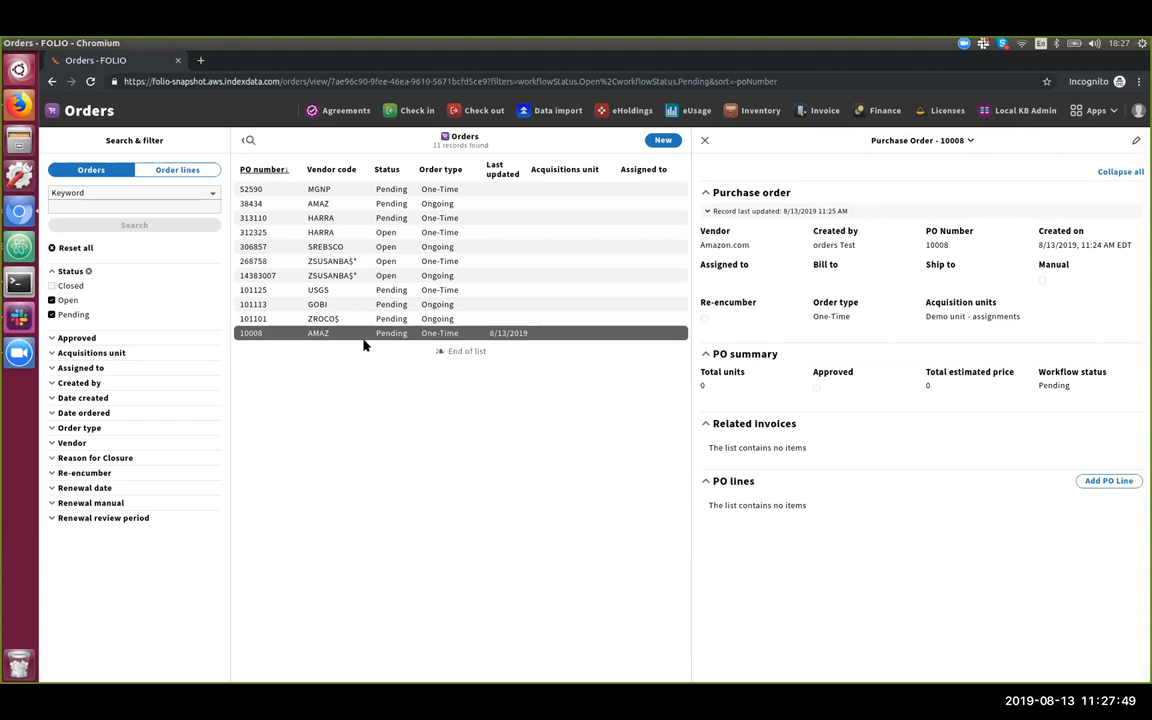 Orders - FOLIO - Chromium
En
18:27
Orders - FOLIO
https://folio-snapshot.aws.indexdata.com/orders/view/7ae96c90-9fee-46ea-9610-5671bcfd5ce9?filters=workflowStatus.Open%2CworkflowStatus.Pending&sort=-poNumber
Incognito
Orders
Agreements
Check in
Check out
Data import
eHoldings
eUsage
Inventory
Invoice
Finance
Licenses
Local KB Admin
Apps
Search & filter
Orders
Order lines
Keyword
Search
Reset all
Status
Closed
Open
Pending
Approved
Acquisitions unit
Assigned to
Created by
Date created
Date ordered
Order type
Vendor
Reason for Closure
Re-encumber
Renewal date
Renewal manual
Renewal review period
Orders
11 records found
New
PO number Vendor code Status Order type Last updated Acquisitions unit Assigned to
52590 MGNP Pending One-Time
38434 AMAZ Pending Ongoing
313110 HARRA Pending One-Time
312325 HARRA Open One-Time
306857 SREBSCO Open Ongoing
268758 ZSUSANBA$* Open One-Time
14383007 ZSUSANBA$* Open Ongoing
101125 USGS Pending One-Time
101113 GOBI Pending Ongoing
101101 ZROCO$ Pending Ongoing
10008 AMAZ Pending One-Time 8/13/2019
End of list
Purchase Order - 10008
Collapse all
Purchase order
Record last updated: 8/13/2019 11:25 AM
Vendor Created by PO Number Created on
Amazon.com orders Test 10008 8/13/2019, 11:24 AM EDT
Assigned to Bill to Ship to Manual
Re-encumber Order type Acquisition units
One-Time Demo unit - assignments
PO summary
Total units Approved Total estimated price Workflow status
0 0 Pending
Related invoices
The list contains no items
PO lines
Add PO Line
The list contains no items
2019-08-13 11:27:49